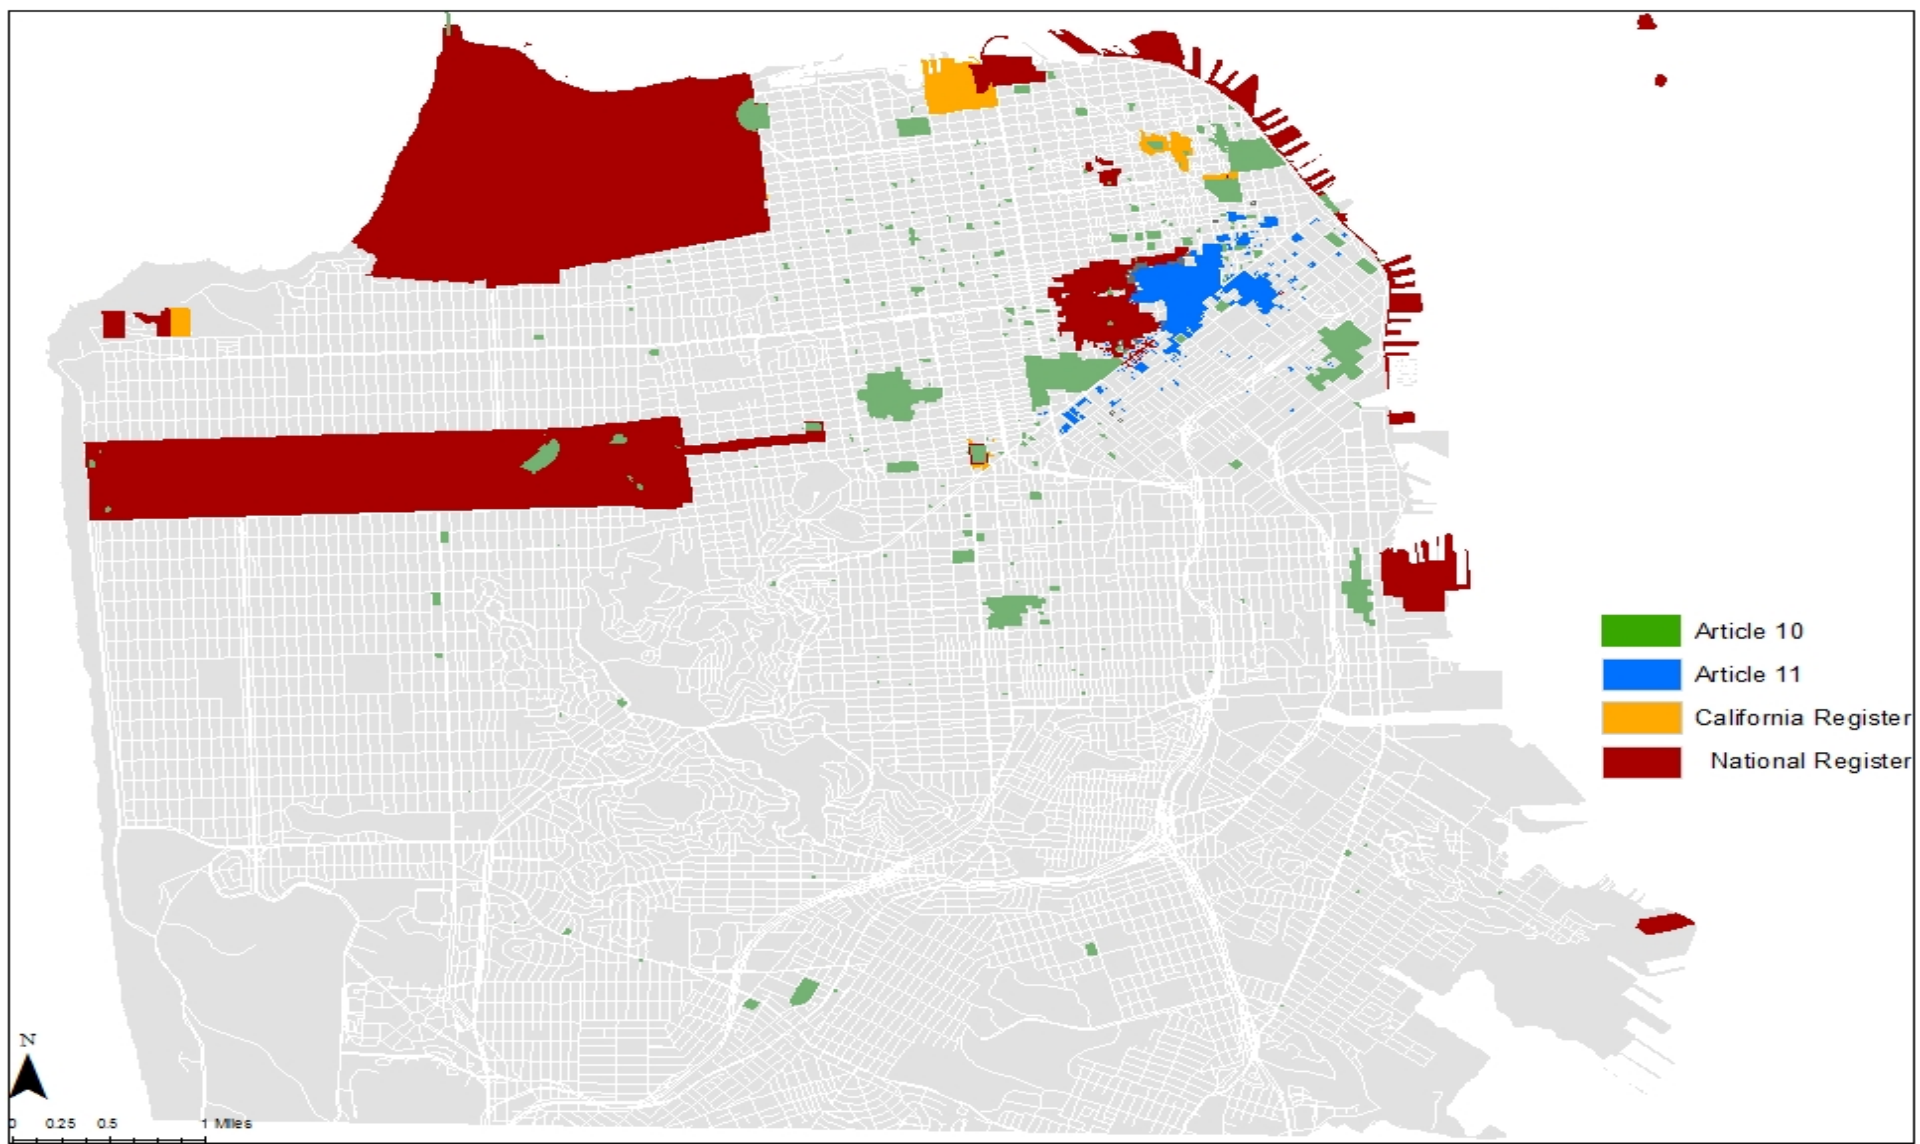 Article 10
Article 11
California Register
National Register
N
0 0.25 0.5 1 Miles